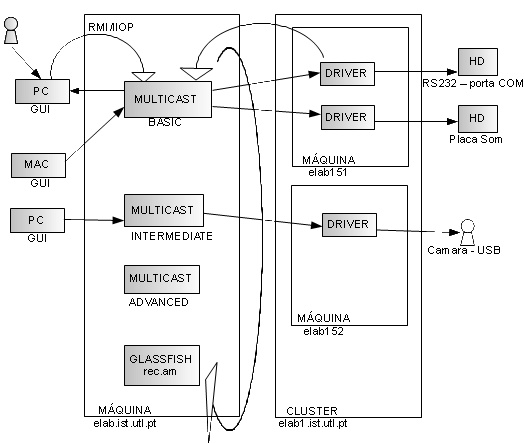 RMI/IIOP
PC
GUI
MULTICAST
BASIC
DRIVER
HD
RS232 – porta COM
DRIVER
HD
Placa Som
MAC
GUI
MÁQUINA
elab151
PC
GUI
MULTICAST
INTERMEDIATE
DRIVER
Camara - USB
MULTICAST
ADVANCED
MÁQUINA
elab152
GLASSFISH
rec.am
MÁQUINA
elab.ist.utl.pt
CLUSTER
elab1.ist.utl.pt